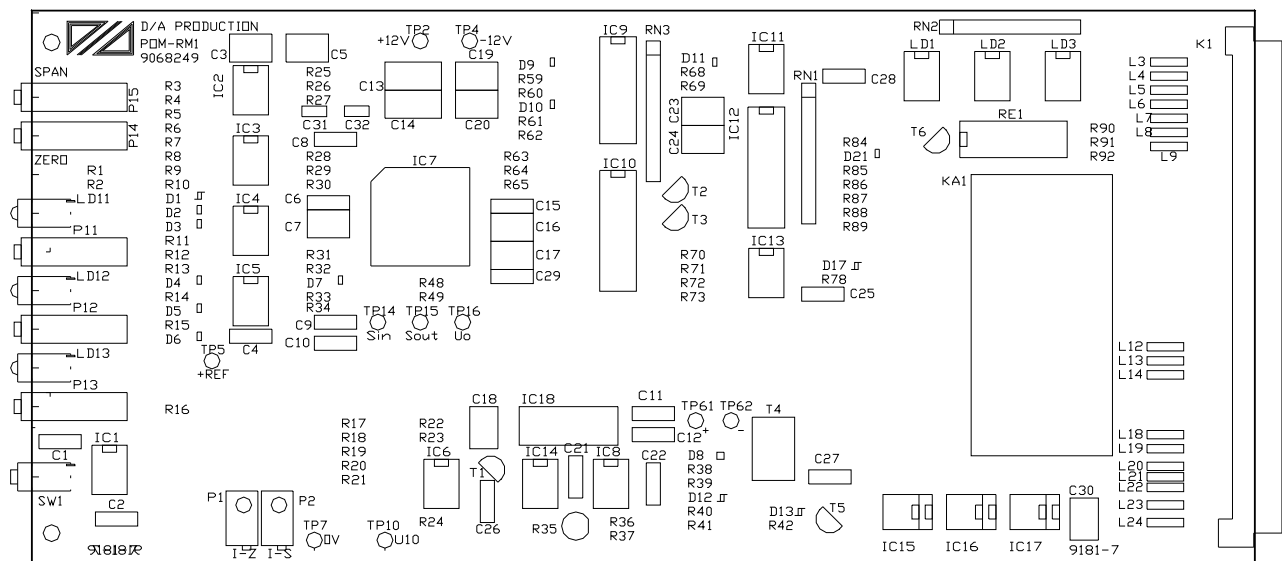 D/A PRODUCTION
POM-RM1
9068249
SPAN
P15
P14
ZERO
R1
R2
LD11
P11
LD12
P12
LD13
P13
C1
IC1
SW1
C2
R3
R4
R5
R6
R7
R8
R9
R10
D1
D2
D3
R11
R12
R13
D4
R14
D5
R15
D6
R16
C3
C5
IC2
IC3
IC4
IC5
C4
TP5
+REF
R25
R26
R27
C31
C32
C8
R28
R29
R30
C6
C7
R31
R32
D7
R33
R34
C9
C10
TP2
+12V
TP4
-12V
C13
C19
C14
C20
IC7
R48
R49
TP14
Sin
TP15
Sout
TP16
Uo
D9
R59
R60
D10
R61
R62
R63
R64
R65
C15
C16
C17
C29
IC9
RN3
IC10
D11
R68
R69
C23
C24
IC12
T2
T3
R70
R71
R72
R73
IC11
RN1
C28
IC13
D17
R78
C25
R84
D21
R85
R86
R87
R88
R89
RN2
LD1
LD2
LD3
T6
RE1
R90
R91
R92
KA1
K1
L3
L4
L5
L6
L7
L8
L9
L12
L13
L14
L18
L19
L20
L21
L22
L23
L24
R17
R18
R19
R20
R21
R22
R23
C18
IC18
C11
C12
TP61
+
TP62
-
T4
IC6
T1
IC14
C21
IC8
C22
D8
R38
R39
D12
R40
R41
C27
P1
P2
I-Z
I-S
TP7
0V
TP10
U10
R24
C26
R35
R36
R37
D13
R42
T5
IC15
IC16
IC17
C30
9181-7